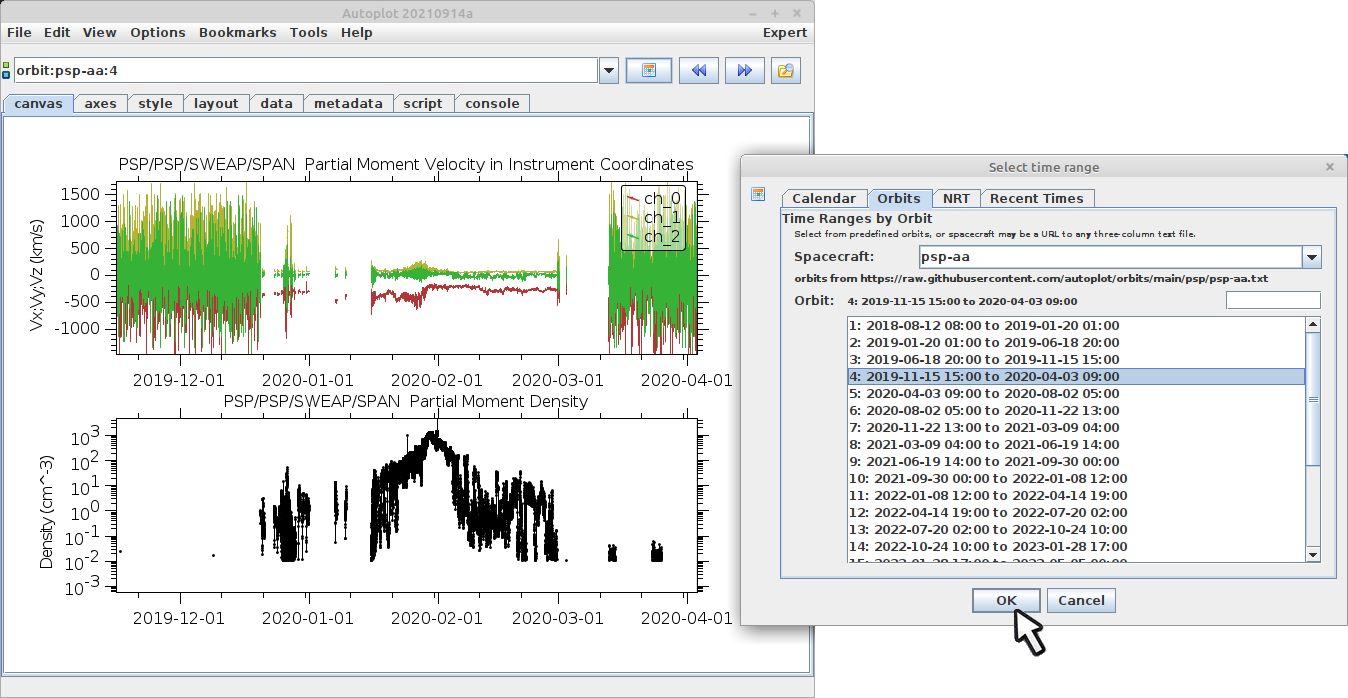 Autoplot 20210914a
File Edit View Options Bookmarks Tools Help Expert
orbit:psp-aa:4
canvas axes style layout data metadata script console
PSP/PSP/SWEAP/SPAN  Partial Moment Velocity in Instrument Coordinates
Vx;Vy;Vz (km/s)
1500
1000
500
0
-500
-1000
ch_0
ch_1
ch_2
2019-12-01 2020-01-01 2020-02-01 2020-03-01 2020-04-01
PSP/PSP/SWEAP/SPAN  Partial Moment Density
Density (cm^-3)
10^3
10^2
10^1
10^0
10^-1
10^-2
10^-3
2019-12-01 2020-01-01 2020-02-01 2020-03-01 2020-04-01
Select time range
Calendar Orbits NRT Recent Times
Time Ranges by Orbit
Select from predefined orbits, or spacecraft may be a URL to any three-column text file.
Spacecraft: psp-aa
orbits from https://raw.githubusercontent.com/autoplot/orbits/main/psp/psp-aa.txt
Orbit: 4: 2019-11-15 15:00 to 2020-04-03 09:00
1: 2018-08-12 08:00 to 2019-01-20 01:00
2: 2019-01-20 01:00 to 2019-06-18 20:00
3: 2019-06-18 20:00 to 2019-11-15 15:00
4: 2019-11-15 15:00 to 2020-04-03 09:00
5: 2020-04-03 09:00 to 2020-08-02 05:00
6: 2020-08-02 05:00 to 2020-11-22 13:00
7: 2020-11-22 13:00 to 2021-03-09 04:00
8: 2021-03-09 04:00 to 2021-06-19 14:00
9: 2021-06-19 14:00 to 2021-09-30 00:00
10: 2021-09-30 00:00 to 2022-01-08 12:00
11: 2022-01-08 12:00 to 2022-04-14 19:00
12: 2022-04-14 19:00 to 2022-07-20 02:00
13: 2022-07-20 02:00 to 2022-10-24 10:00
14: 2022-10-24 10:00 to 2023-01-28 17:00
OK Cancel